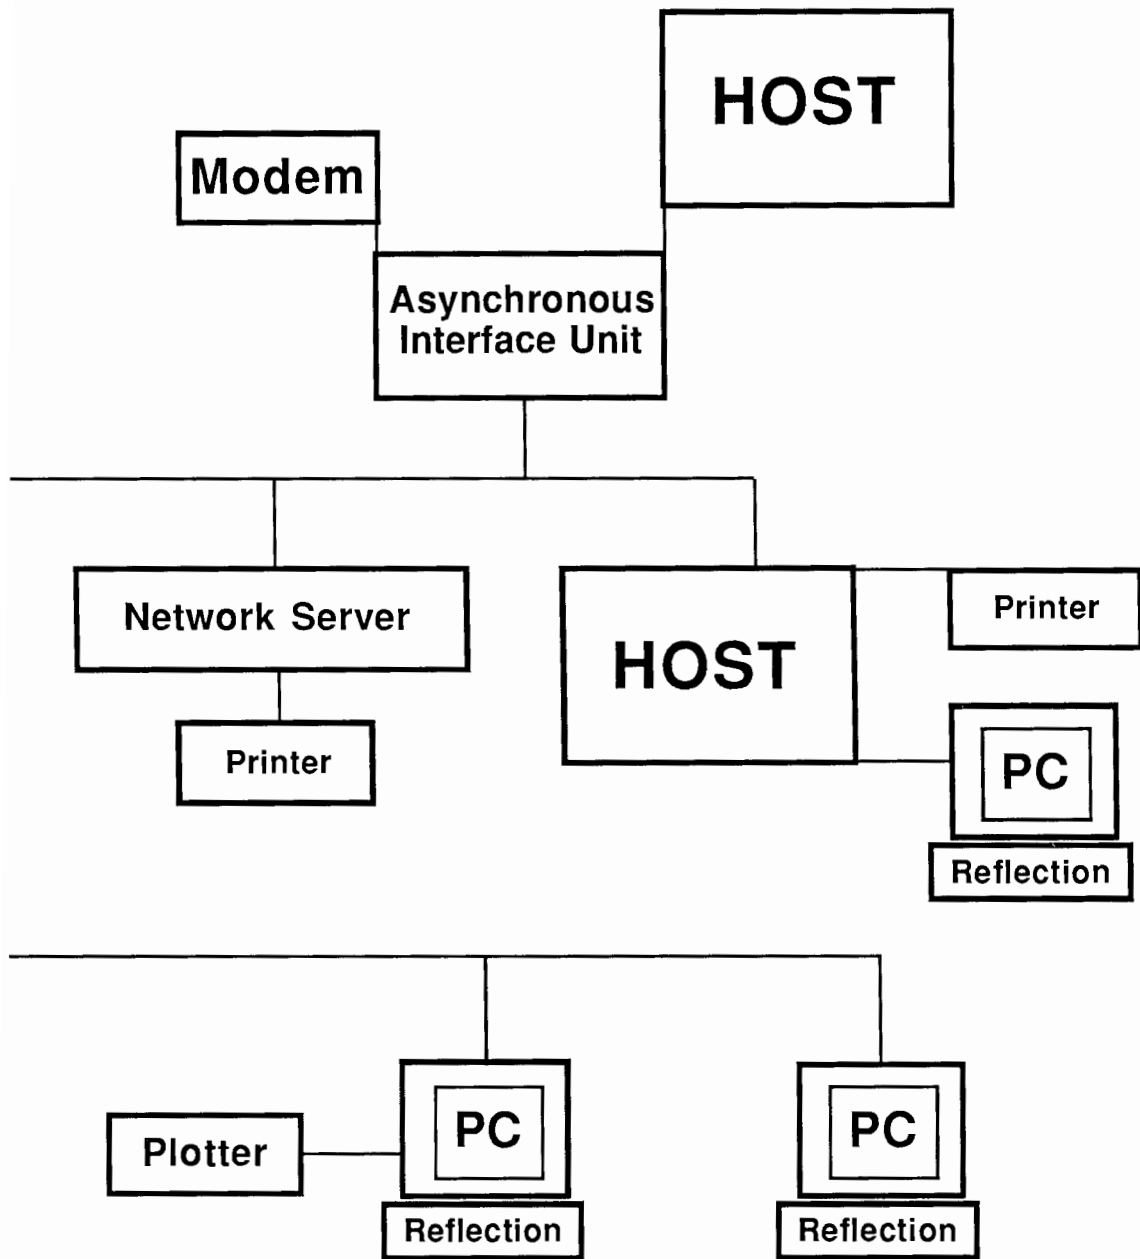 HOST
Modem
Asynchronous
Interface Unit
Network Server
HOST
Printer
Printer
PC
Reflection
PC
Plotter
Reflection
PC
Reflection